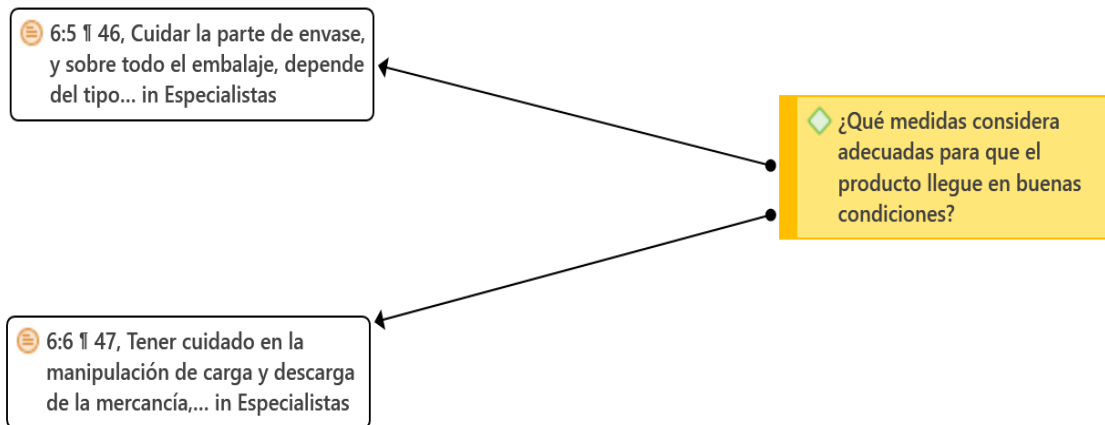 6:5 ¶ 46, Cuidar la parte de envase,
y sobre todo el embalaje, depende
del tipo... in Especialistas
¿Qué medidas considera
adecuadas para que el
producto llegue en buenas
condiciones?
6:6 ¶ 47, Tener cuidado en la
manipulación de carga y descarga
de la mercancía,... in Especialistas